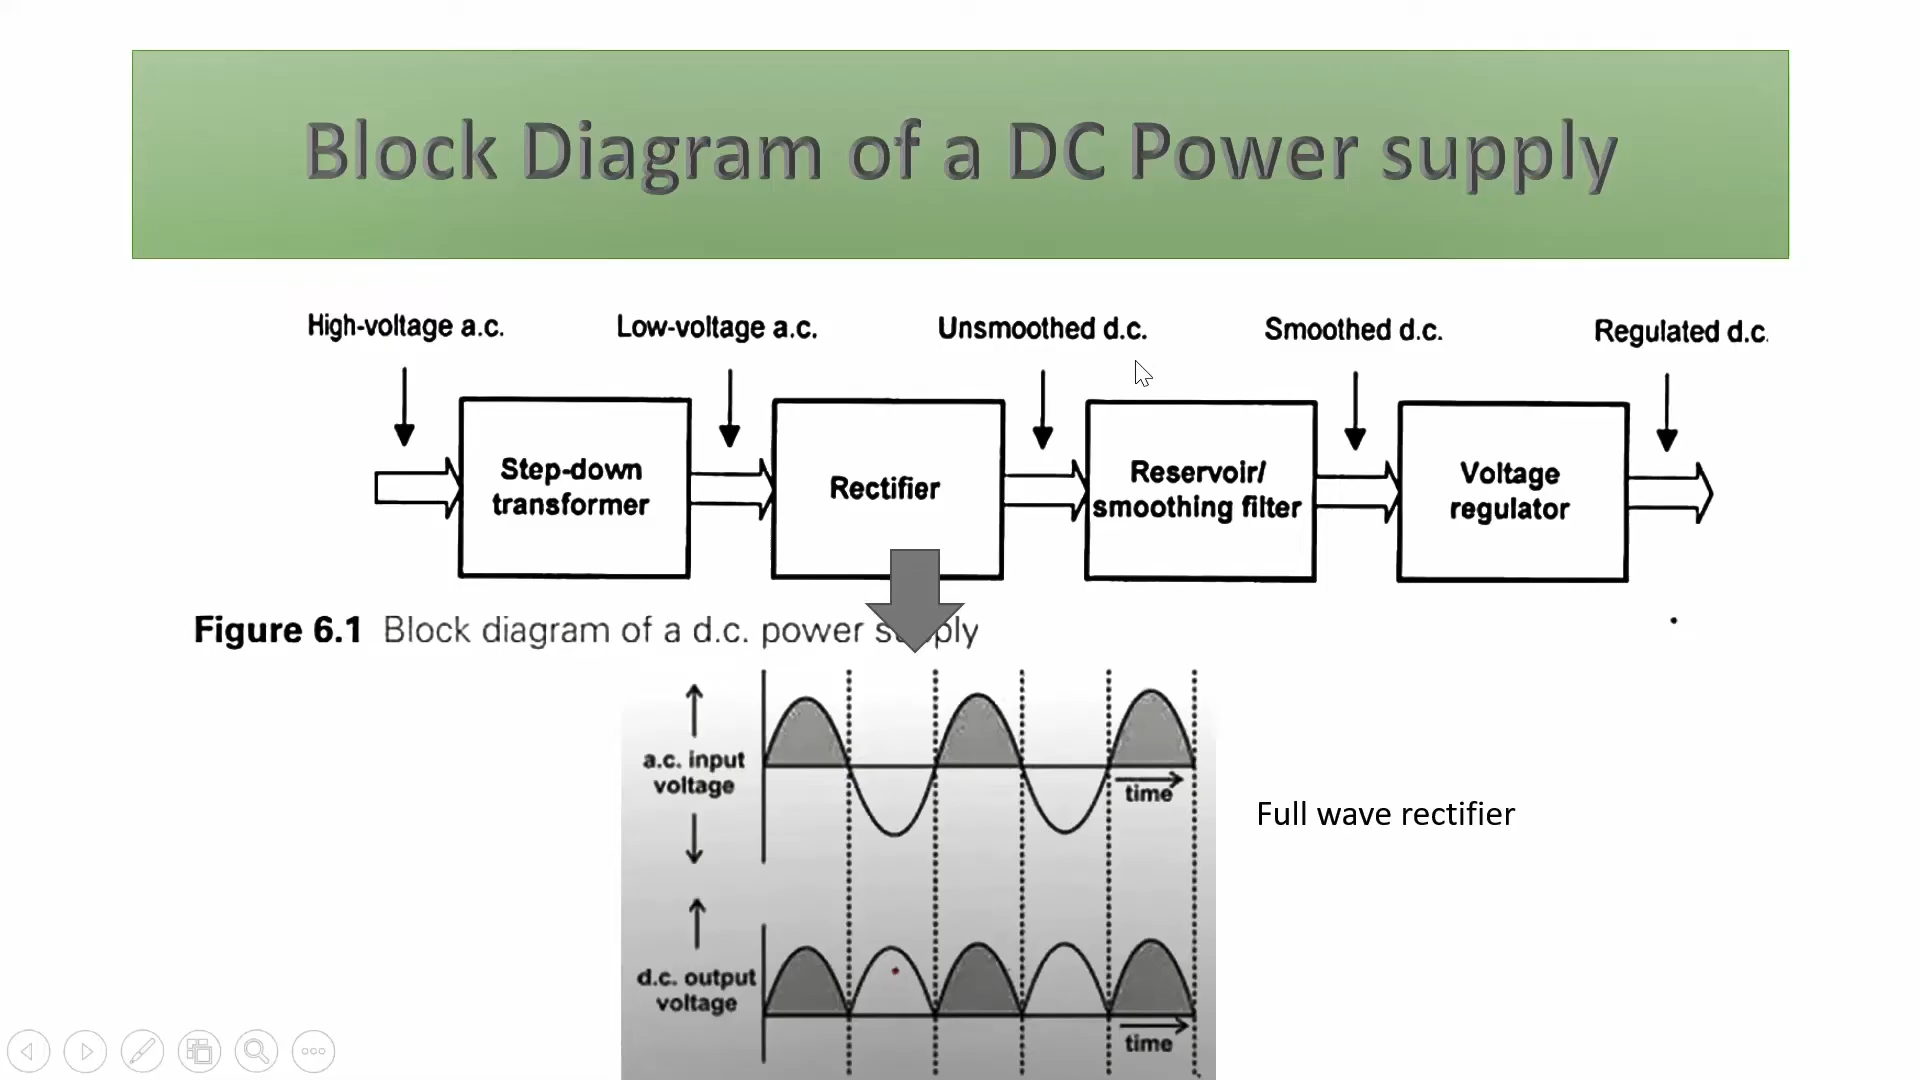 Block Diagram of a DC Power supply
High-voltage a.c.
Low-voltage a.c.
Unsmoothed d.c.
Smoothed d.c.
Regulated d.c.
Step-down
transformer
Rectifier
Reservoir/
smoothing filter
Voltage
regulator
Figure 6.1 Block diagram of a d.c. power supply
a.c. input
voltage
time
Full wave rectifier
d.c. output
voltage
time